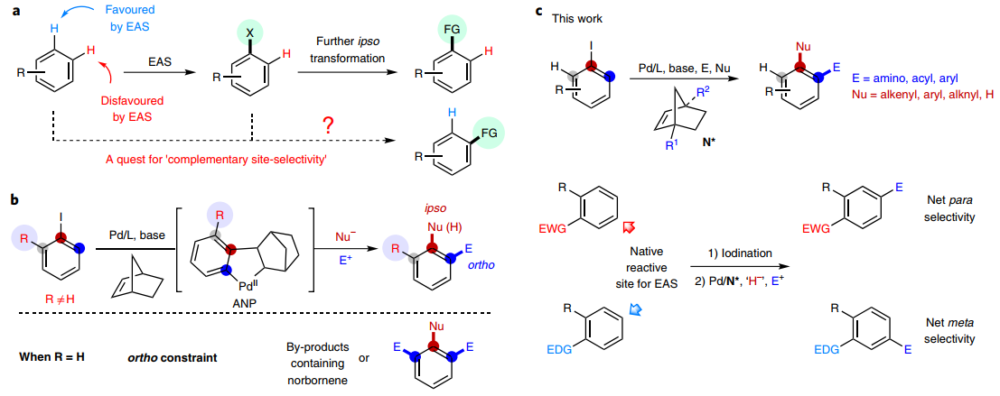 a
H
Favoured
by EAS
H
R
Disfavoured
by EAS
EAS
X
H
R
Further ipso
transformation
FG
H
R
?
A quest for 'complementary site-selectivity'
H
FG
R
b
I
R
R ≠H
Pd/L, base
R
Pd^II
ANP
Nu^–
E^+
ipso
Nu (H)
R
E
ortho
When R = H
ortho constraint
By-products
containing
norbornene
or
Nu
E
E
c
This work
I
H
R
Pd/L, base, E, Nu
R^2
R^1
N*
Nu
H
E
R
E = amino, acyl, aryl
Nu = alkenyl, aryl, alknyl, H
R
EWG
R
E
EWG
Net para
selectivity
Native
reactive
site for EAS
1) Iodination
2) Pd/N*, 'H^–', E^+
R
EDG
R
EDG
E
Net meta
selectivity